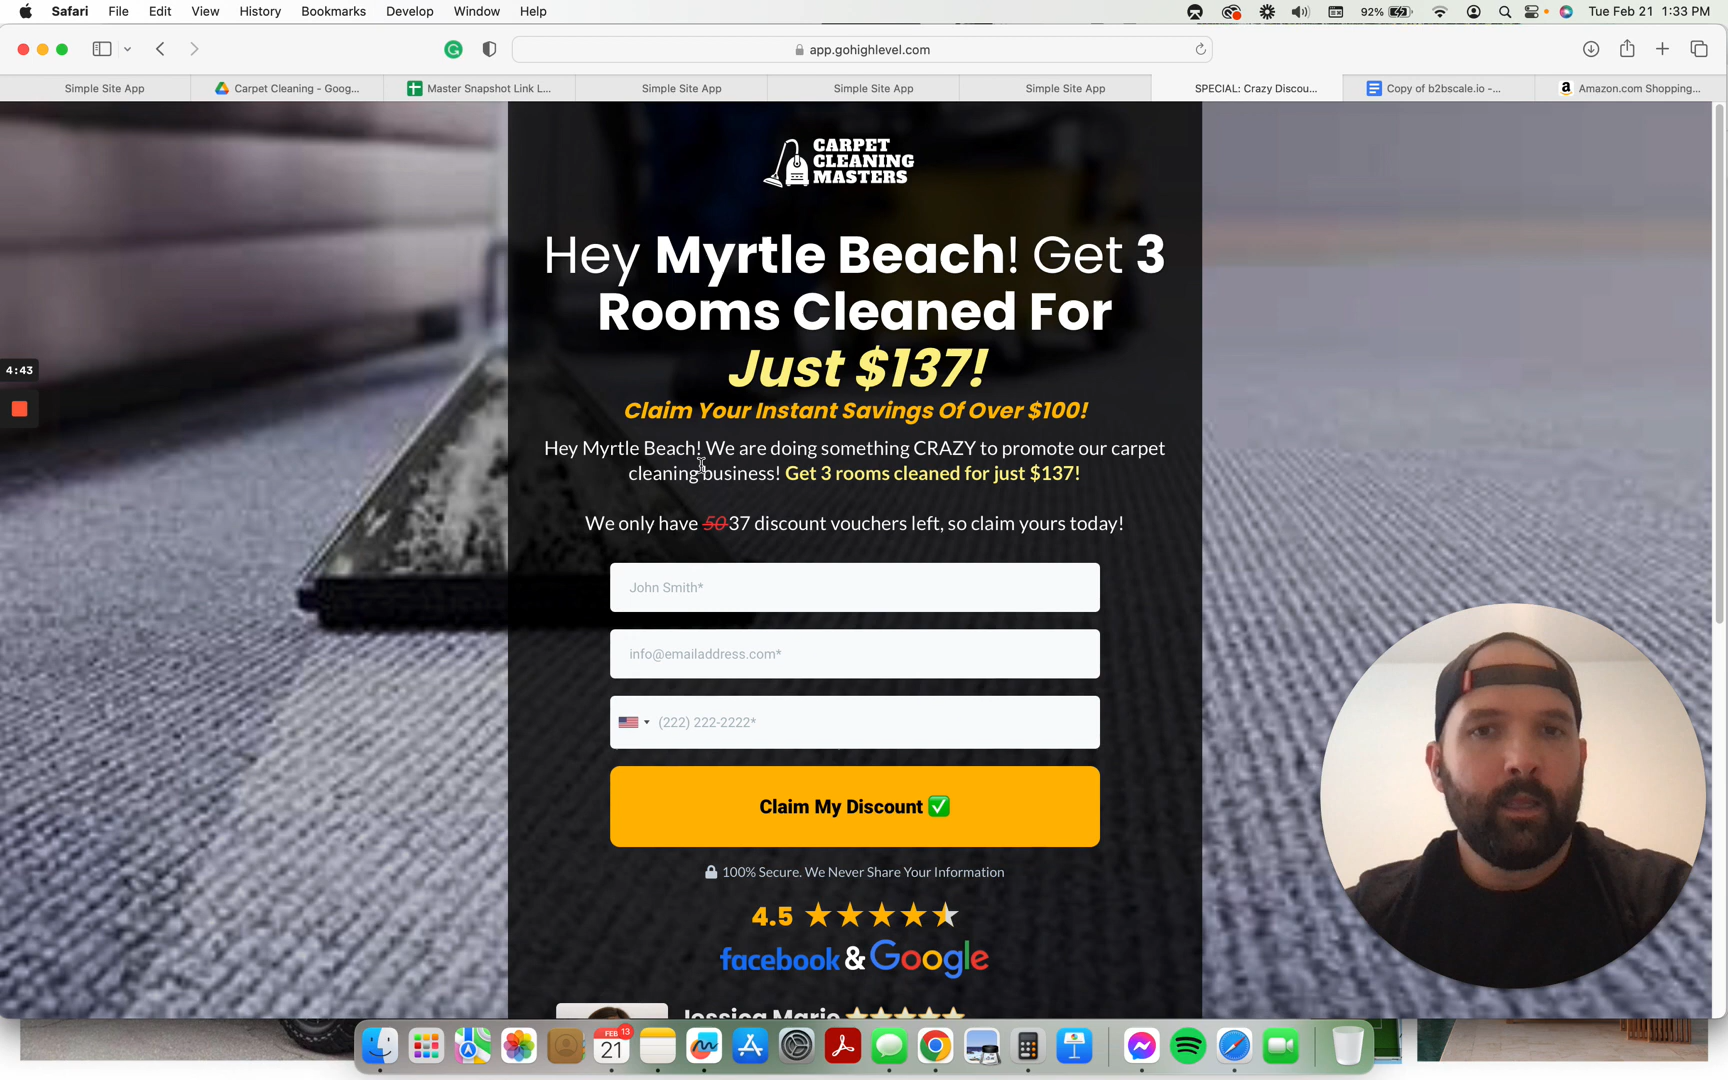 Safari File Edit View History Bookmarks Develop Window Help 92% Tue Feb 21 1:33 PM
app.gohighlevel.com
Simple Site App Carpet Cleaning - Goog... Master Snapshot Link L... Simple Site App Simple Site App Simple Site App SPECIAL: Crazy Discou... Copy of b2bscale.io -... Amazon.com Shopping...
CARPET
CLEANING
MASTERS
Hey Myrtle Beach! Get 3
Rooms Cleaned For
Just $137!
Claim Your Instant Savings Of Over $100!
Hey Myrtle Beach! We are doing something CRAZY to promote our carpet
cleaning business! Get 3 rooms cleaned for just $137!
We only have 50 37 discount vouchers left, so claim yours today!
4:43
John Smith*
info@emailaddress.com*
(222) 222-2222*
Claim My Discount ✅
100% Secure. We Never Share Your Information
4.5
facebook & Google
Jessica Marie
FEB 13
21